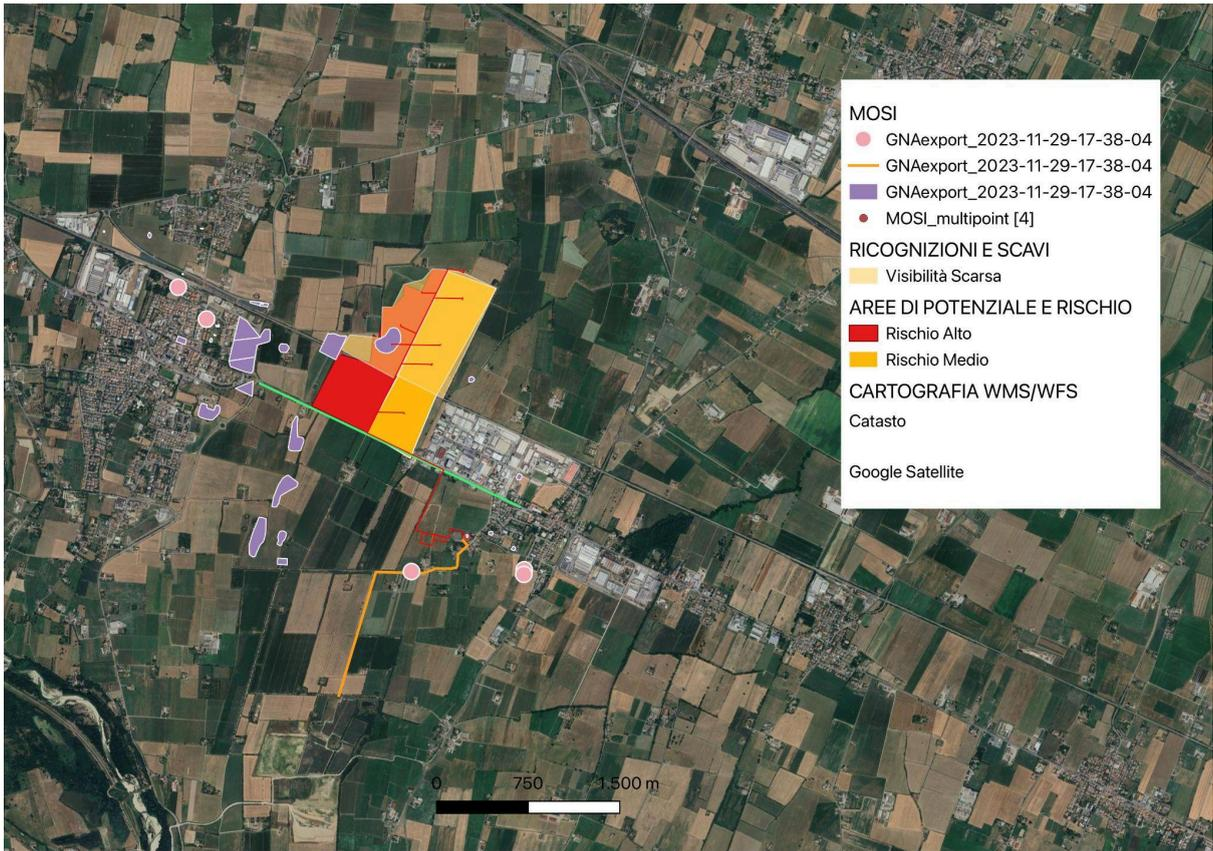 MOSI
GNAexport_2023-11-29-17-38-04
GNAexport_2023-11-29-17-38-04
GNAexport_2023-11-29-17-38-04
MOSI_multipoint [4]
RICOGNIZIONI E SCAVI
Visibilità Scarsa
AREE DI POTENZIALE E RISCHIO
Rischio Alto
Rischio Medio
CARTOGRAFIA WMS/WFS
Catasto
Google Satellite
0 750 1.500 m